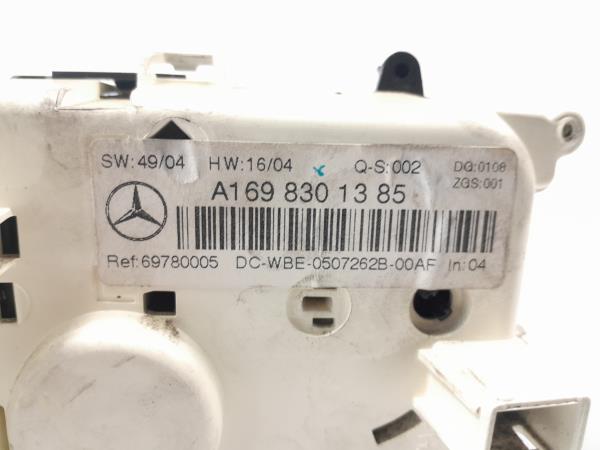 SW:49/04 HW:16/04 Q-S:002 DG:0108
ZGS:001
A169 830 13 85
Ref:69780005 DC-WBE-0507262B-00AF In:04